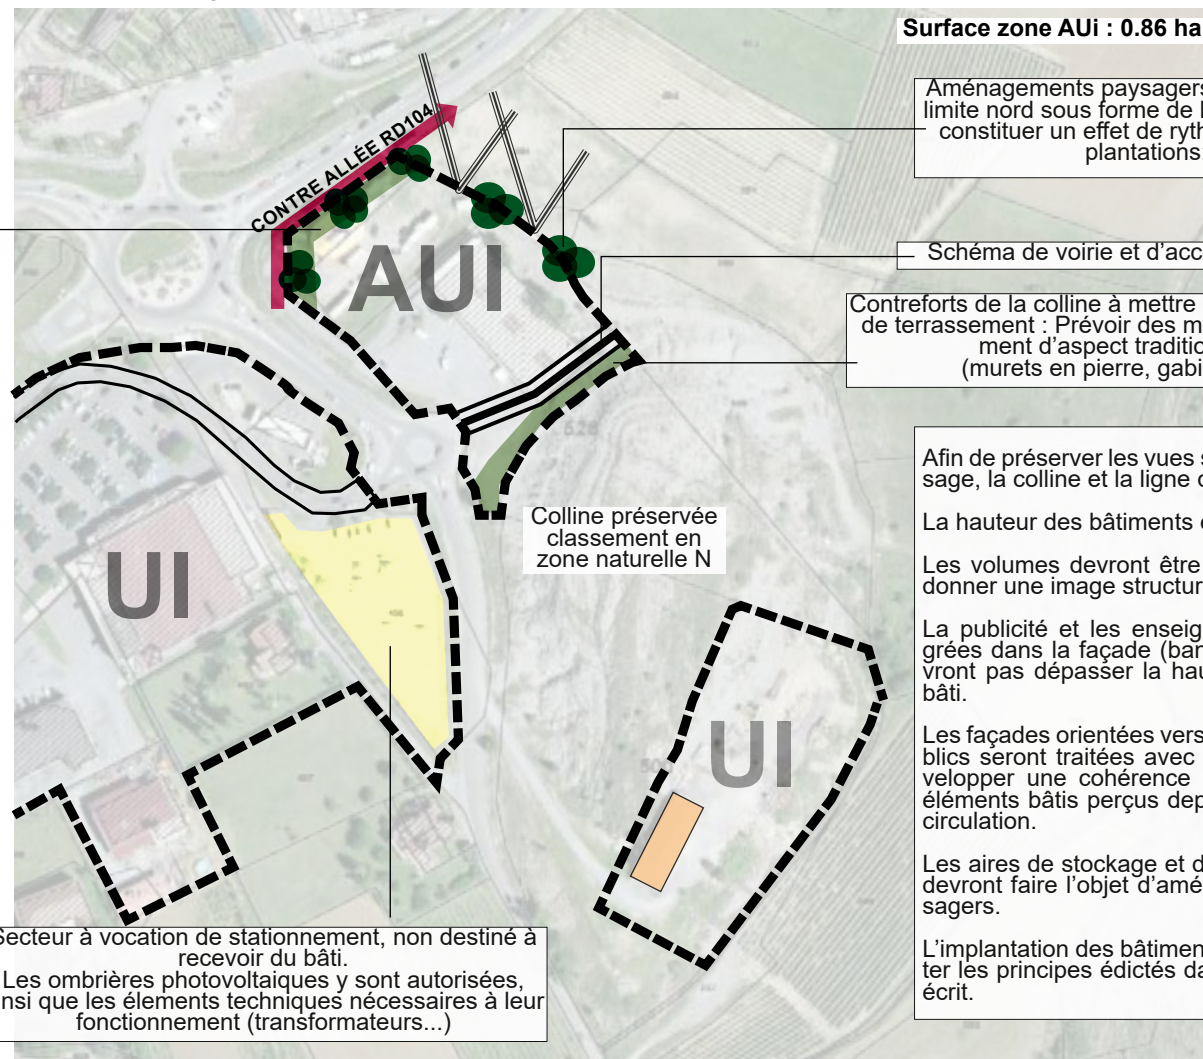 Surface zone AUi : 0.86 ha
Aménagements paysagers
limite nord sous forme de
constituer un effet de
plantations
CONTRE ALLÉE RD104
AUI
Schéma de voirie et d'acc
Contreforts de la colline à mettre
de terrassement : Prévoir des m
ment d'aspect traditio
(murets en pierre, gabi
Colline préservée
classement en
zone naturelle N
UI
UI
Afin de préserver les vues s
sage, la colline et la ligne
La hauteur des bâtiments
Les volumes devront être
donner une image structur
La publicité et les enseig
grées dans la façade (ban
vront pas dépasser la hau
bâti.
Les façades orientées vers
blics seront traitées avec
velopper une cohérence
éléments bâtis perçus dep
circulation.
Les aires de stockage et d
devront faire l'objet d'amé
sagers.
L'implantation des bâtimen
ter les principes édictés da
écrit.
Secteur à vocation de stationnement, non destiné à
recevoir du bâti.
Les ombrières photovoltaiques y sont autorisées,
insi que les élements techniques nécessaires à leur
fonctionnement (transformateurs...)